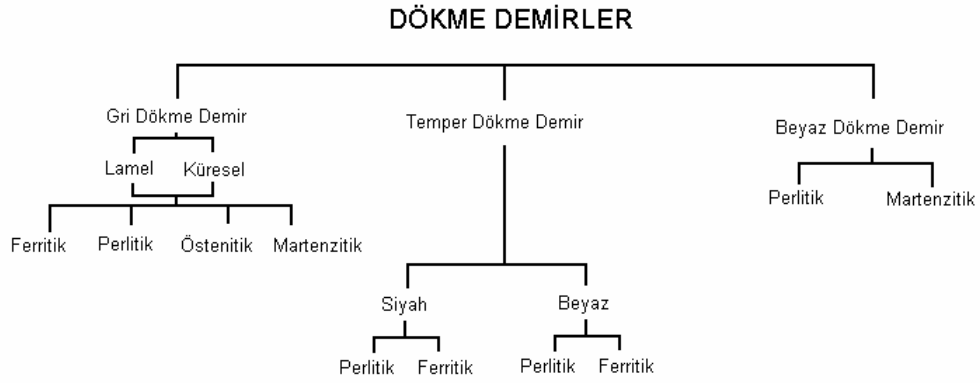 DÖKME DEMİRLER
Gri Dökme Demir
Temper Dökme Demir
Beyaz Dökme Demir
Lamel Küresel
Perlitik Martenzitik
Ferritik Perlitik Östenitik Martenzitik
Siyah Beyaz
Perlitik Ferritik Perlitik Ferritik